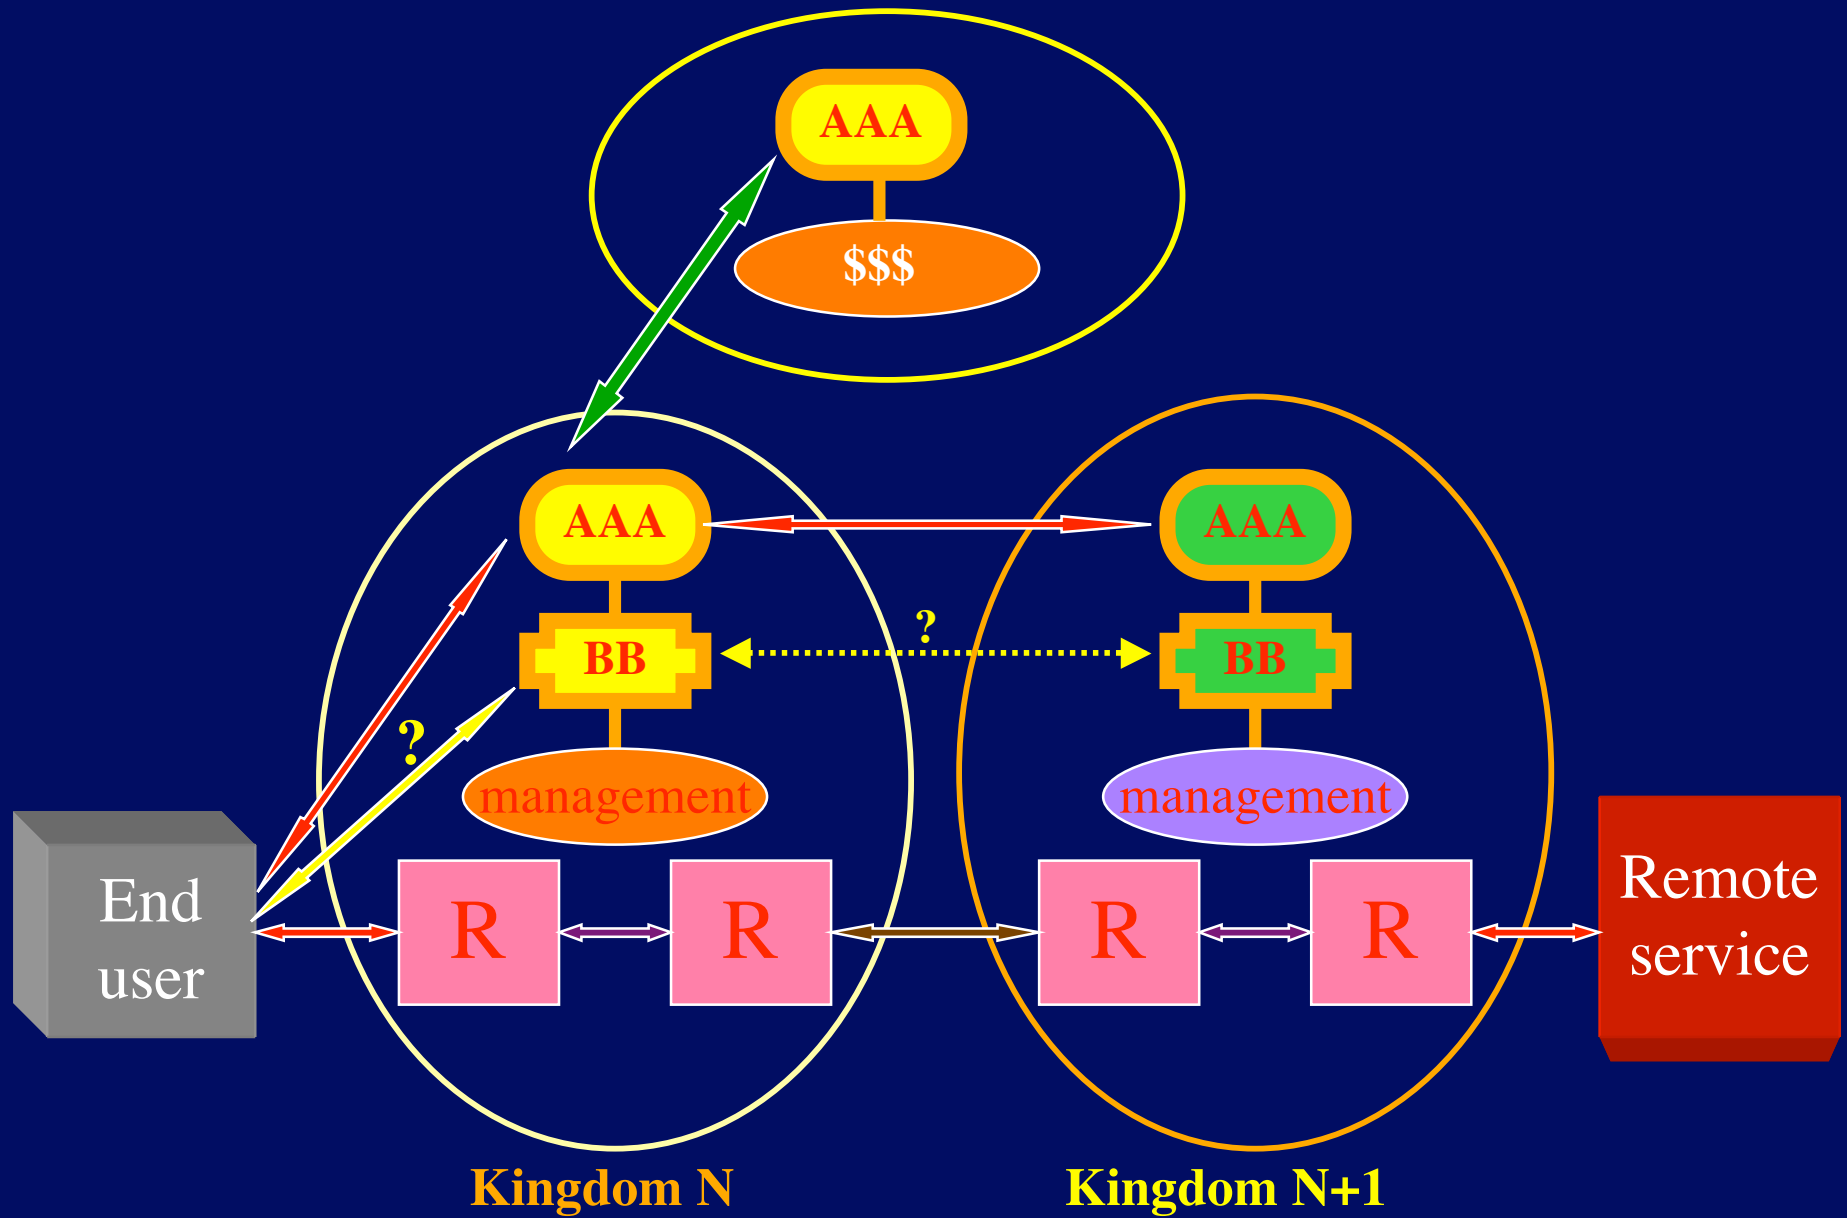 AAA
$$$
AAA
AAA
?
BB
BB
?
management
management
End
user
R
R
R
R
Remote
service
Kingdom N
Kingdom N+1